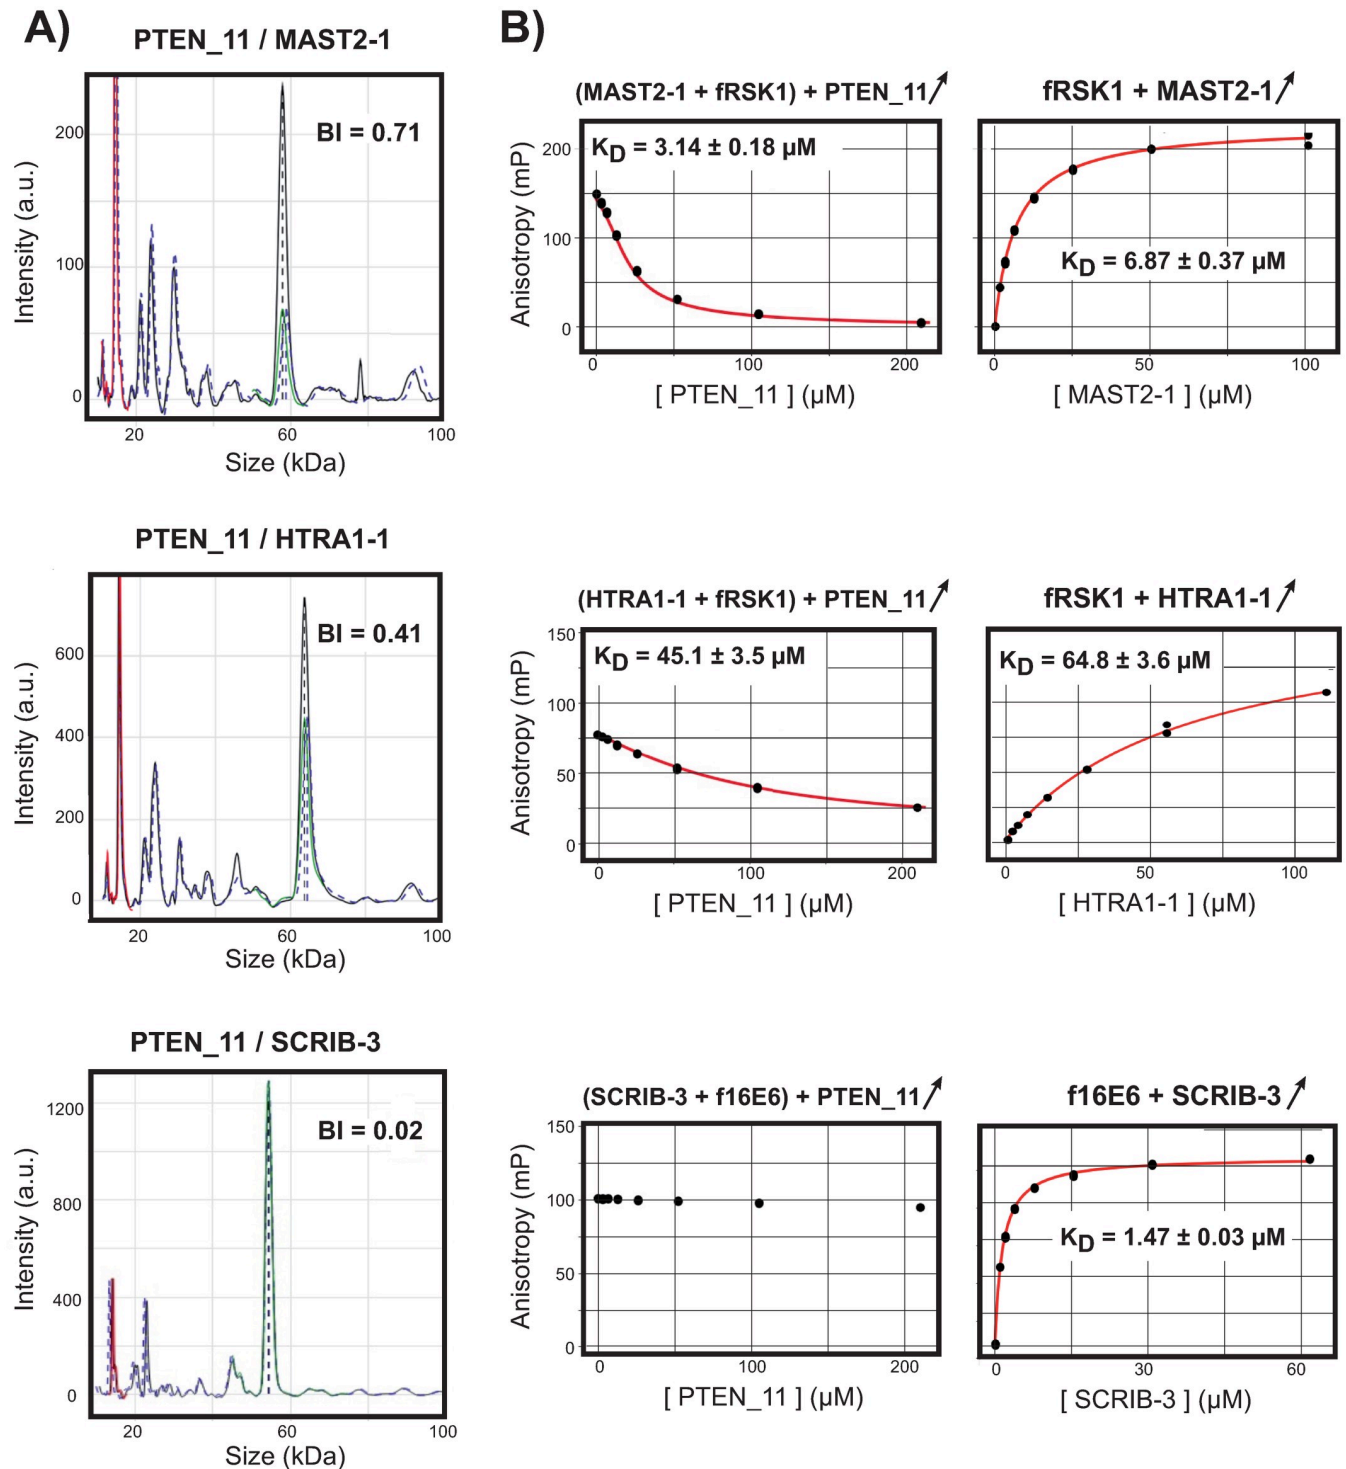 A)
PTEN_11 / MAST2-1
BI = 0.71
Intensity (a.u.)
200
100
0
20 60 100
Size (kDa)
PTEN_11 / HTRA1-1
BI = 0.41
Intensity (a.u.)
600
400
200
0
20 60 100
Size (kDa)
PTEN_11 / SCRIB-3
BI = 0.02
Intensity (a.u.)
1200
800
400
0
20 60 100
Size (kDa)
B)
(MAST2-1 + fRSK1) + PTEN_11
KD = 3.14 ± 0.18 µM
Anisotropy (mP)
200
100
0
0 100 200
[ PTEN_11 ] (µM)
fRSK1 + MAST2-1
KD = 6.87 ± 0.37 µM
0 50 100
[ MAST2-1 ] (µM)
(HTRA1-1 + fRSK1) + PTEN_11
KD = 45.1 ± 3.5 µM
Anisotropy (mP)
150
100
50
0
0 100 200
[ PTEN_11 ] (µM)
fRSK1 + HTRA1-1
KD = 64.8 ± 3.6 µM
0 50 100
[ HTRA1-1 ] (µM)
(SCRIB-3 + f16E6) + PTEN_11
Anisotropy (mP)
150
100
50
0
0 100 200
[ PTEN_11 ] (µM)
f16E6 + SCRIB-3
KD = 1.47 ± 0.03 µM
0 30 60
[ SCRIB-3 ] (µM)